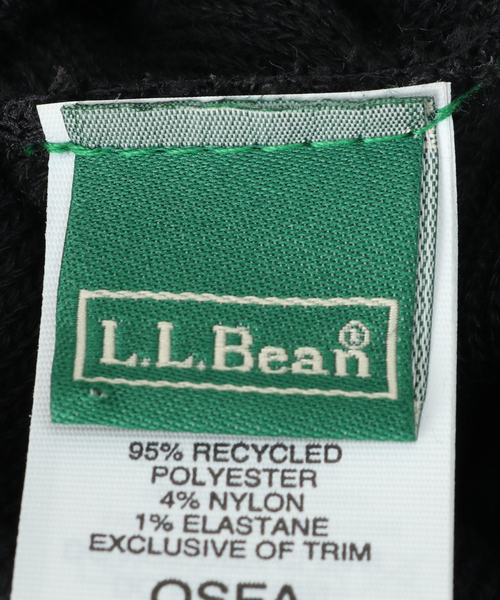 L.L.Bean®
95% RECYCLED
POLYESTER
4% NYLON
1% ELASTANE
EXCLUSIVE OF TRIM
OSFA